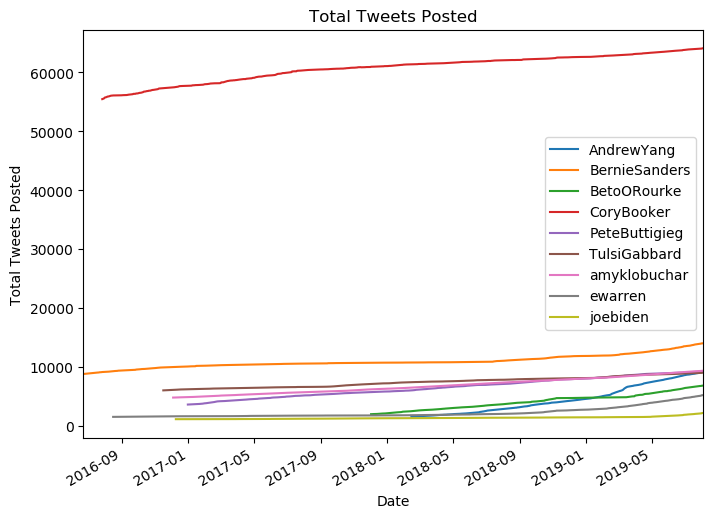 Total Tweets Posted
Total Tweets Posted
60000
50000
40000
30000
20000
10000
0
AndrewYang
BernieSanders
BetoORourke
CoryBooker
PeteButtigieg
TulsiGabbard
amyklobuchar
ewarren
joebiden
2016-09
2017-01
2017-05
2017-09
2018-01
2018-05
2018-09
2019-01
2019-05
Date